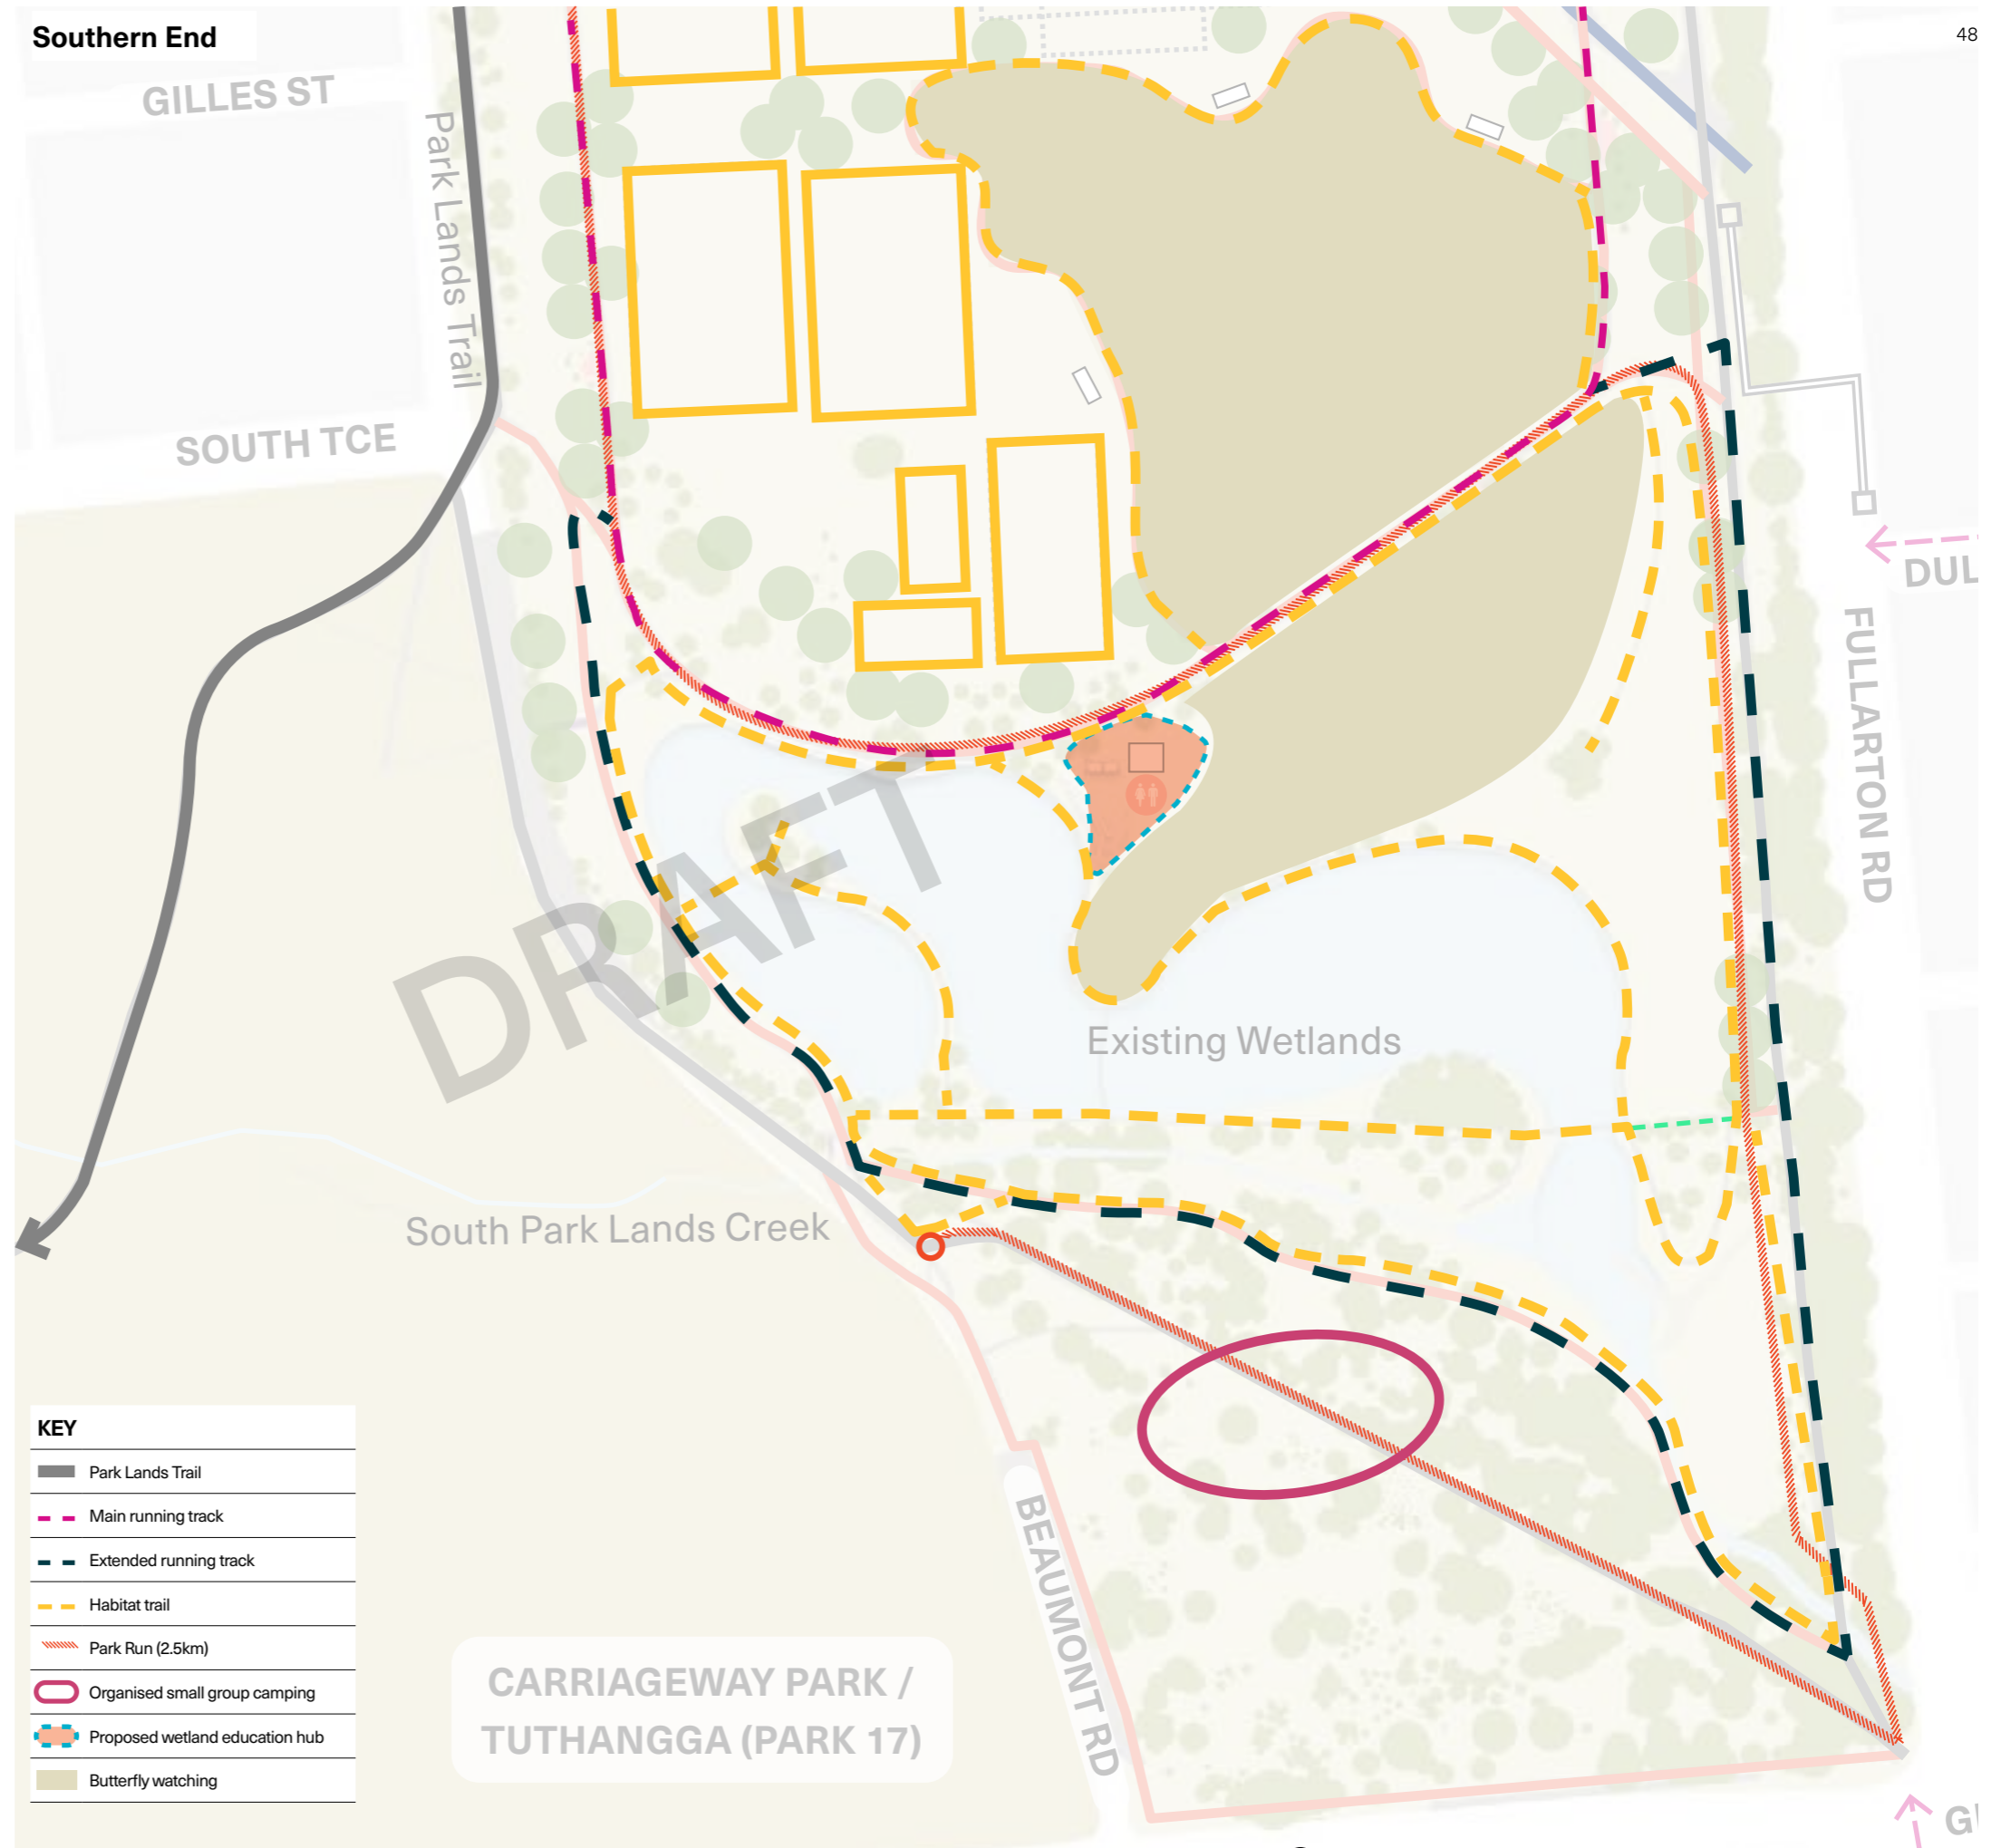 Southern End
48
GILLES ST
Park Lands Trail
SOUTH TCE
DUL
FULLARTON RD
DRAFT
Existing Wetlands
South Park Lands Creek
BEAUMONT RD
CARRIAGEWAY PARK /
TUTHANGGA (PARK 17)
KEY
Park Lands Trail
Main running track
Extended running track
Habitat trail
Park Run (2.5km)
Organised small group camping
Proposed wetland education hub
Butterfly watching